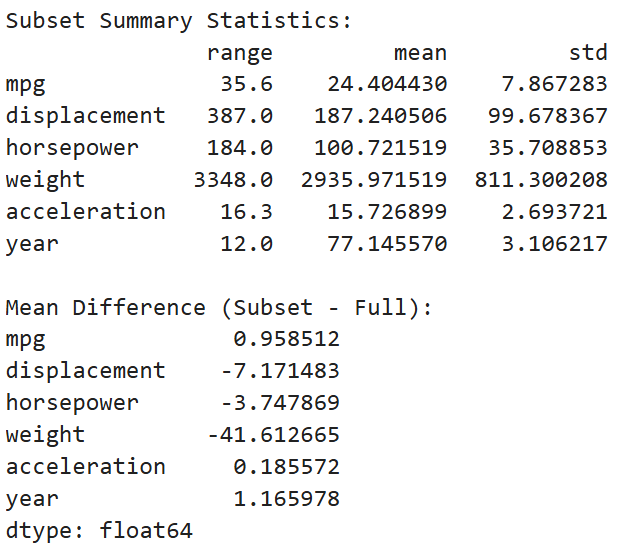 Subset Summary Statistics:
range mean std
mpg 35.6 24.404430 7.867283
displacement 387.0 187.240506 99.678367
horsepower 184.0 100.721519 35.708853
weight 3348.0 2935.971519 811.300208
acceleration 16.3 15.726899 2.693721
year 12.0 77.145570 3.106217
Mean Difference (Subset - Full):
mpg 0.958512
displacement -7.171483
horsepower -3.747869
weight -41.612665
acceleration 0.185572
year 1.165978
dtype: float64